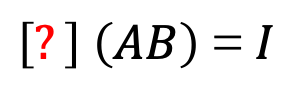 [?] (AB) = I